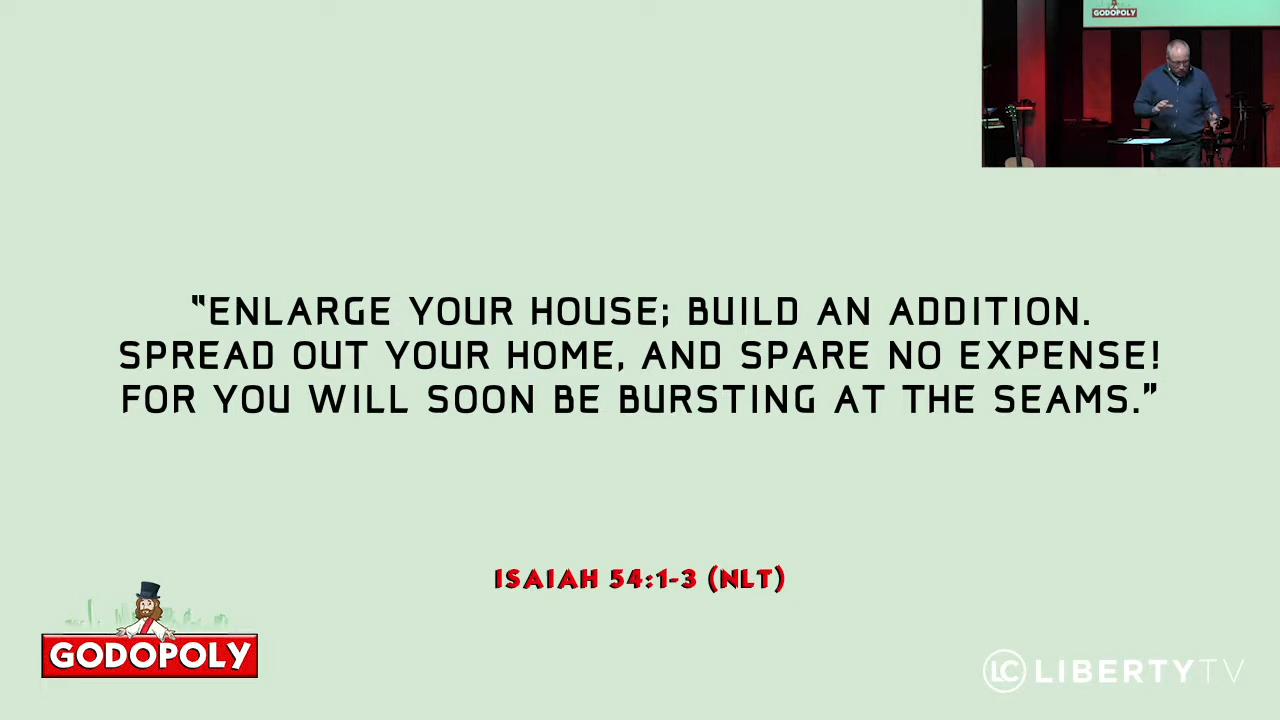 GODOPOLY
"ENLARGE YOUR HOUSE; BUILD AN ADDITION.
SPREAD OUT YOUR HOME, AND SPARE NO EXPENSE!
FOR YOU WILL SOON BE BURSTING AT THE SEAMS."
ISAIAH 54:1-3 (NLT)
GODOPOLY
LC LIBERTYTV